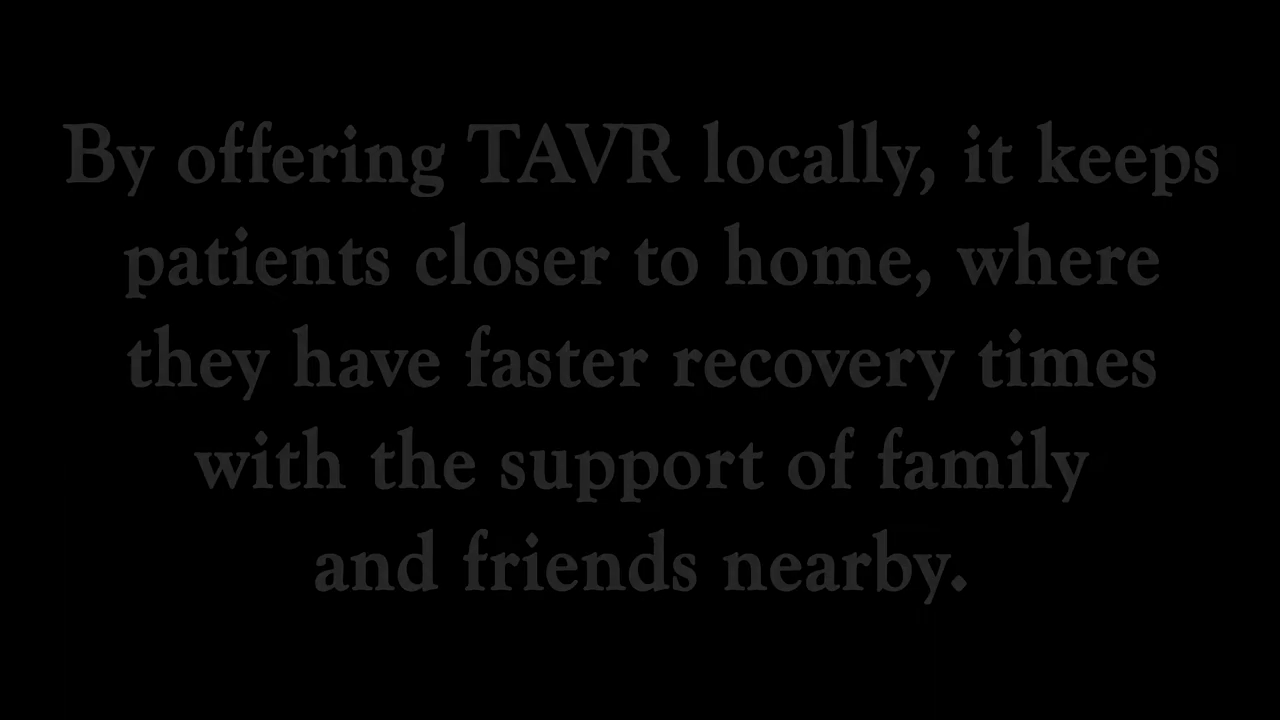 By offering TAVR locally, it keeps
patients closer to home, where
they have faster recovery times
with the support of family
and friends nearby.